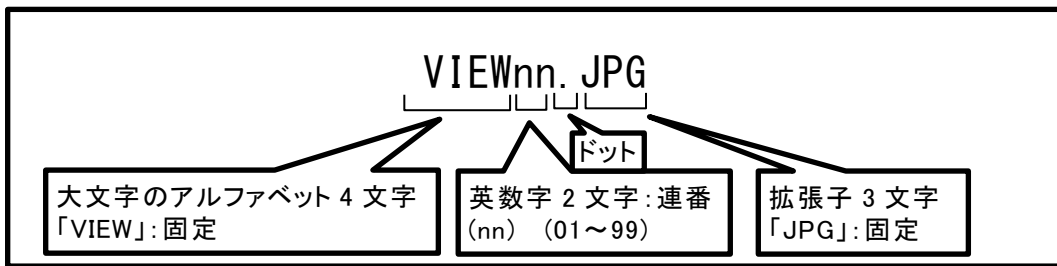 VIEWnn.JPG
ドット
大文字のアルファベット 4 文字
「VIEW」:固定
英数字 2 文字:連番
(nn) (01～99)
拡張子 3 文字
「JPG」:固定